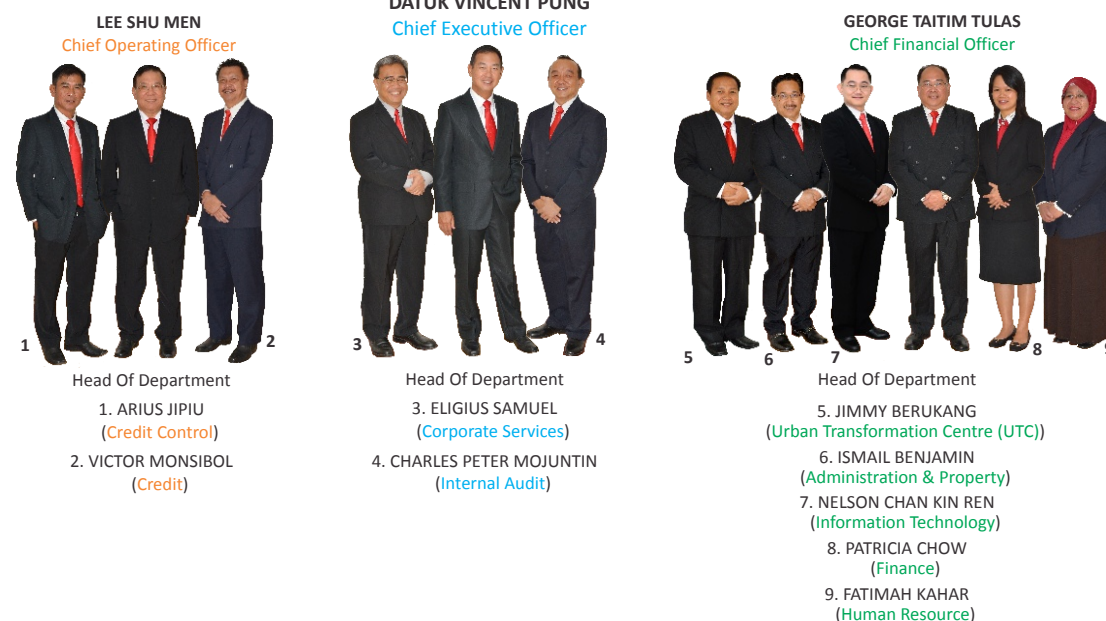 LEE SHU MEN
Chief Operating Officer
1
2
Head Of Department
1. ARIUS JIPIU
(Credit Control)
2. VICTOR MONSIBOL
(Credit)
DATUK VINCENT PUNG
Chief Executive Officer
3
4
Head Of Department
3. ELIGIUS SAMUEL
(Corporate Services)
4. CHARLES PETER MOJUNTIN
(Internal Audit)
GEORGE TAITIM TULAS
Chief Financial Officer
5
6
7
8
9
Head Of Department
5. JIMMY BERUKANG
(Urban Transformation Centre (UTC))
6. ISMAIL BENJAMIN
(Administration & Property)
7. NELSON CHAN KIN REN
(Information Technology)
8. PATRICIA CHOW
(Finance)
9. FATIMAH KAHAR
(Human Resource)